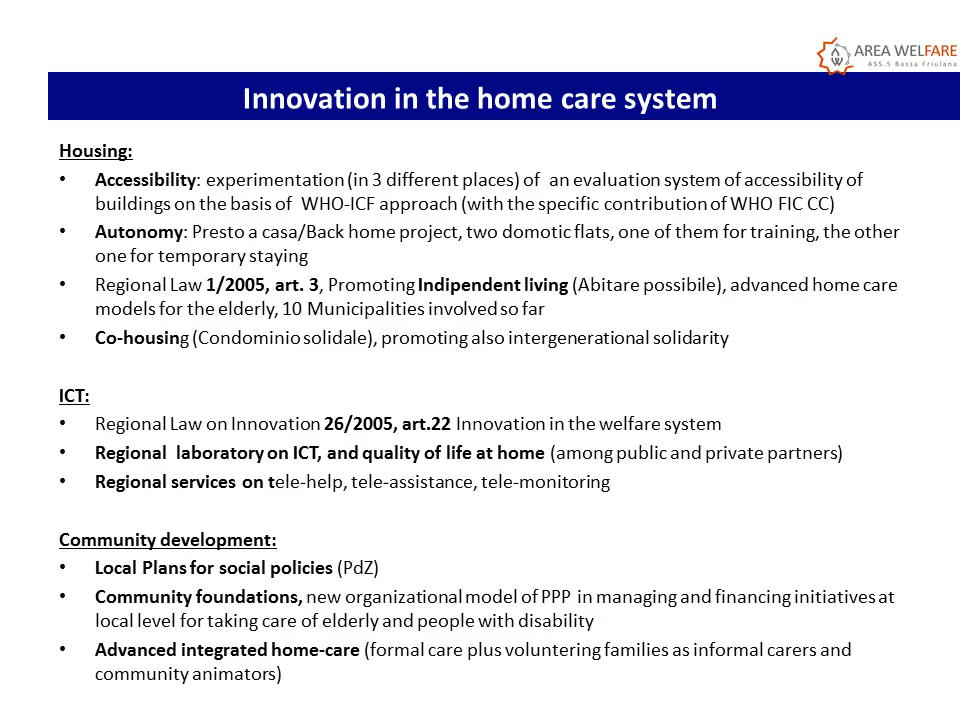 AREA WELFARE
ASS.5 Bassa Friulana
Innovation in the home care system
Housing:
• Accessibility: experimentation (in 3 different places) of an evaluation system of accessibility of
buildings on the basis of WHO-ICF approach (with the specific contribution of WHO FIC CC)
• Autonomy: Presto a casa/Back home project, two domotic flats, one of them for training, the other
one for temporary staying
• Regional Law 1/2005, art. 3, Promoting Indipendent living (Abitare possibile), advanced home care
models for the elderly, 10 Municipalities involved so far
• Co-housing (Condominio solidale), promoting also intergenerational solidarity
ICT:
• Regional Law on Innovation 26/2005, art.22 Innovation in the welfare system
• Regional laboratory on ICT, and quality of life at home (among public and private partners)
• Regional services on tele-help, tele-assistance, tele-monitoring
Community development:
• Local Plans for social policies (PdZ)
• Community foundations, new organizational model of PPP in managing and financing initiatives at
local level for taking care of elderly and people with disability
• Advanced integrated home-care (formal care plus voluntering families as informal carers and
community animators)